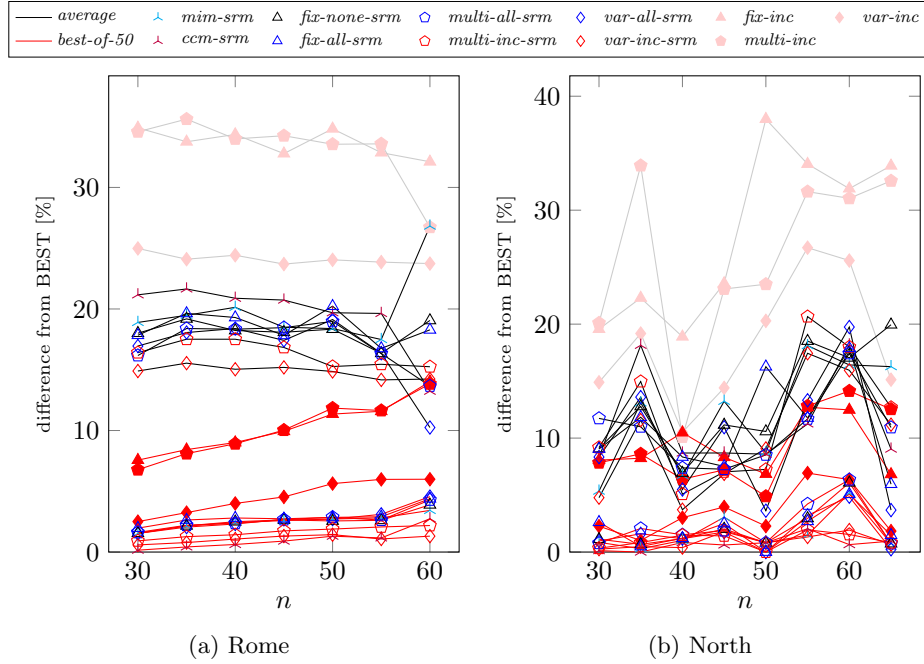 average mim-srm fix-none-srm multi-all-srm var-all-srm fix-inc var-inc
best-of-50 ccm-srm fix-all-srm multi-inc-srm var-inc-srm multi-inc
difference from BEST [%]
30
20
10
0
30 40 50 60
n
(a) Rome
difference from BEST [%]
40
30
20
10
0
30 40 50 60
n
(b) North